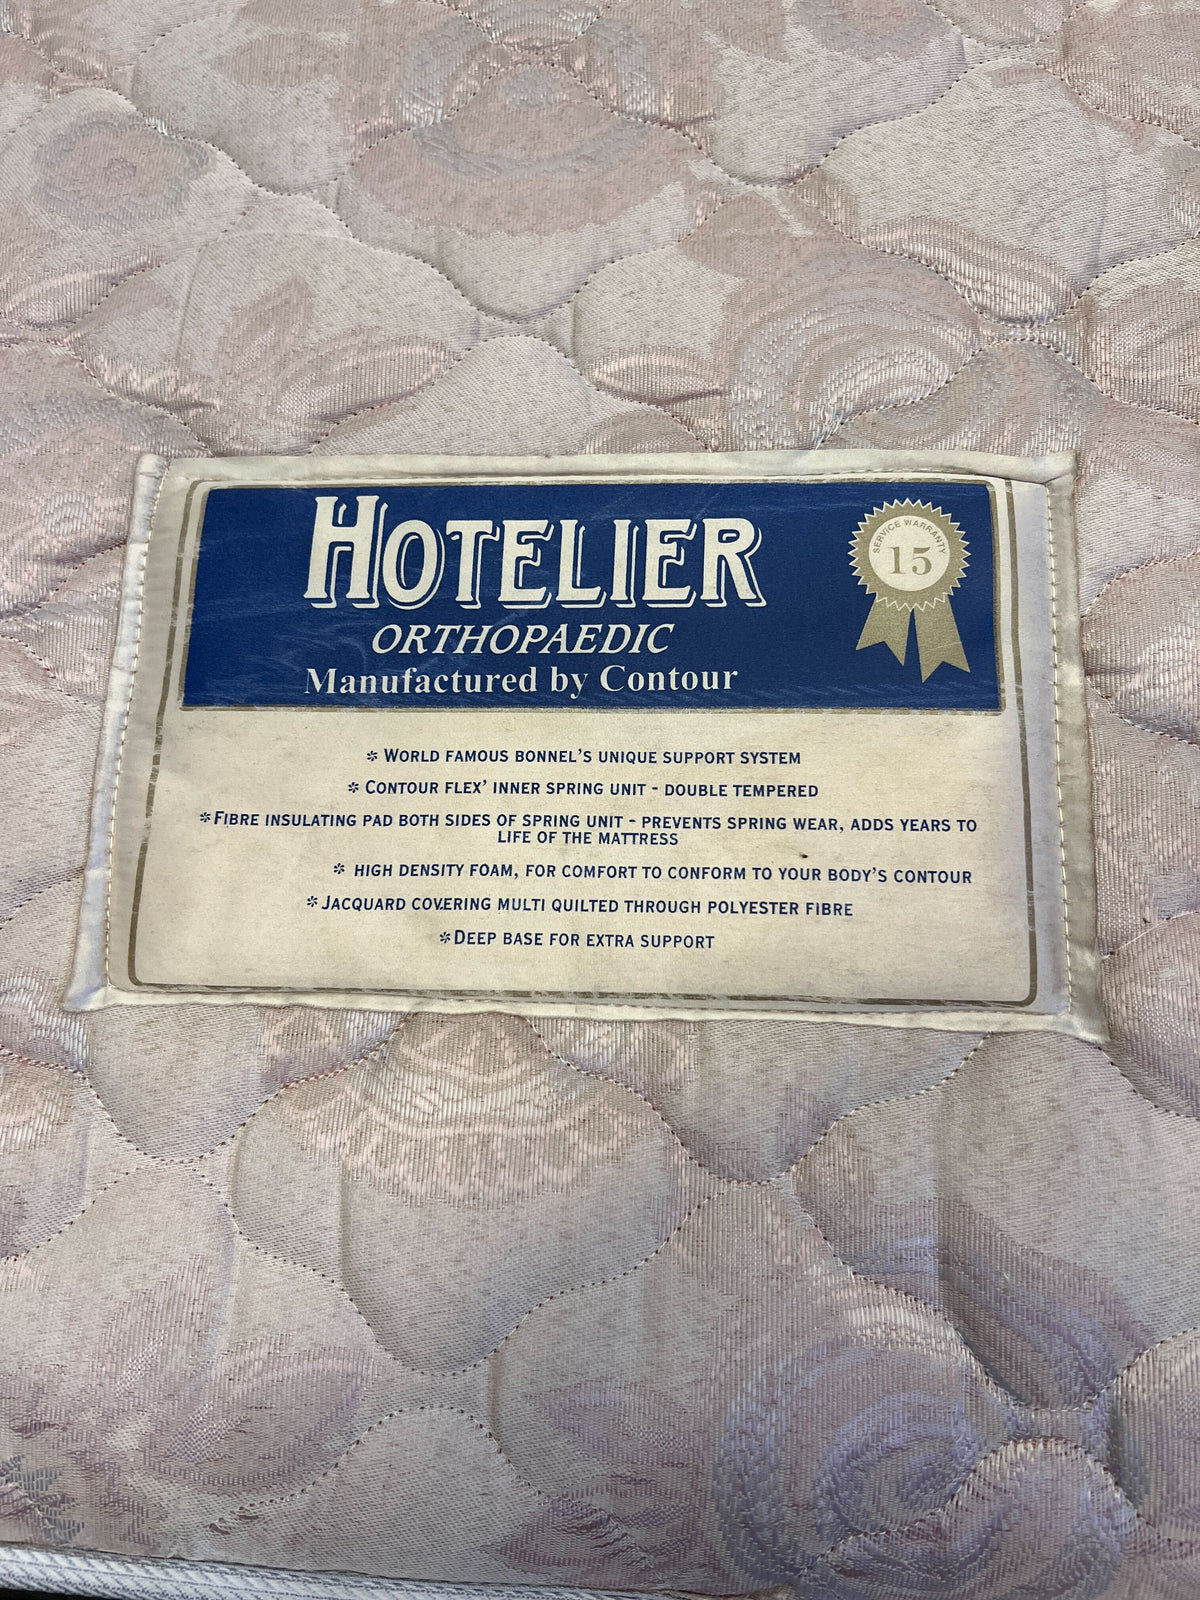 HOTELIER
SERVICE WARRANTY
15
ORTHOPAEDIC
Manufactured by Contour
* WORLD FAMOUS BONNEL'S UNIQUE SUPPORT SYSTEM
* CONTOUR FLEX' INNER SPRING UNIT - DOUBLE TEMPERED
* FIBRE INSULATING PAD BOTH SIDES OF SPRING UNIT - PREVENTS SPRING WEAR, ADDS YEARS TO
LIFE OF THE MATTRESS
* HIGH DENSITY FOAM, FOR COMFORT TO CONFORM TO YOUR BODY'S CONTOUR
* JACQUARD COVERING MULTI QUILTED THROUGH POLYESTER FIBRE
* DEEP BASE FOR EXTRA SUPPORT